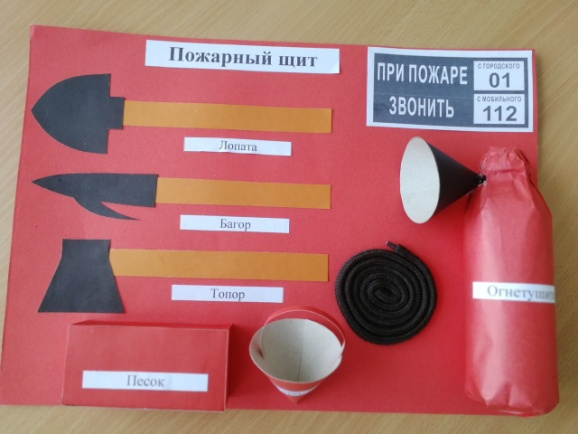 Пожарный щит
ПРИ ПОЖАРЕ
ЗВОНИТЬ
С ГОРОДСКОГО
01
С МОБИЛЬНОГО
112
Лопата
Багор
Топор
Песок